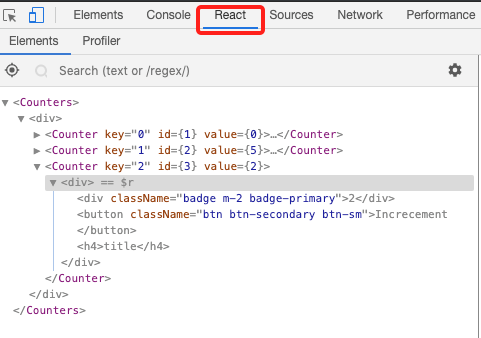 Elements Console React Sources Network Performance
Elements Profiler
Search (text or /regex/)
▼<Counters>
▼<div>
▶<Counter key="0" id={1} value={0}>…</Counter>
▶<Counter key="1" id={2} value={5}>…</Counter>
▼<Counter key="2" id={3} value={2}>
▼<div> == $r
<div className="badge m-2 badge-primary">2</div>
<button className="btn btn-secondary btn-sm">Increcement
</button>
<h4>title</h4>
</div>
</Counter>
</div>
</Counters>